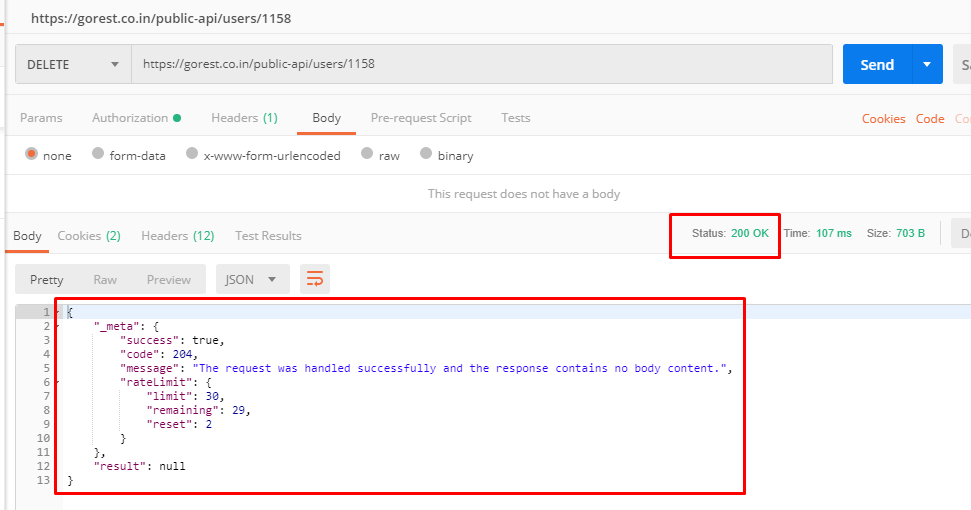 https://gorest.co.in/public-api/users/1158
DELETE https://gorest.co.in/public-api/users/1158 Send Sa
Params Authorization Headers (1) Body Pre-request Script Tests Cookies Code Co
none form-data x-www-form-urlencoded raw binary
This request does not have a body
Body Cookies (2) Headers (12) Test Results Status: 200 OK Time: 107 ms Size: 703 B D
Pretty Raw Preview JSON
1 {
2 "_meta": {
3 "success": true,
4 "code": 204,
5 "message": "The request was handled successfully and the response contains no body content.",
6 "rateLimit": {
7 "limit": 30,
8 "remaining": 29,
9 "reset": 2
10 }
11 },
12 "result": null
13 }